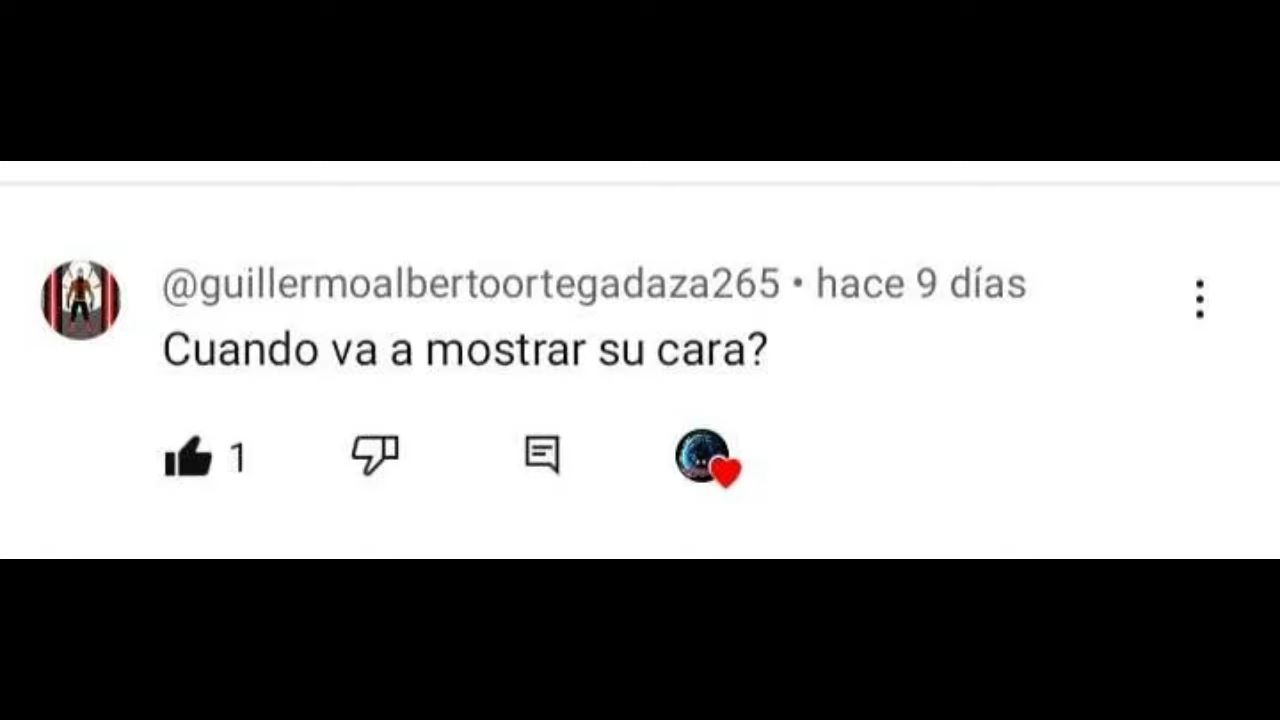 @guillermoalbertoortegadaza265 • hace 9 días
Cuando va a mostrar su cara?
1